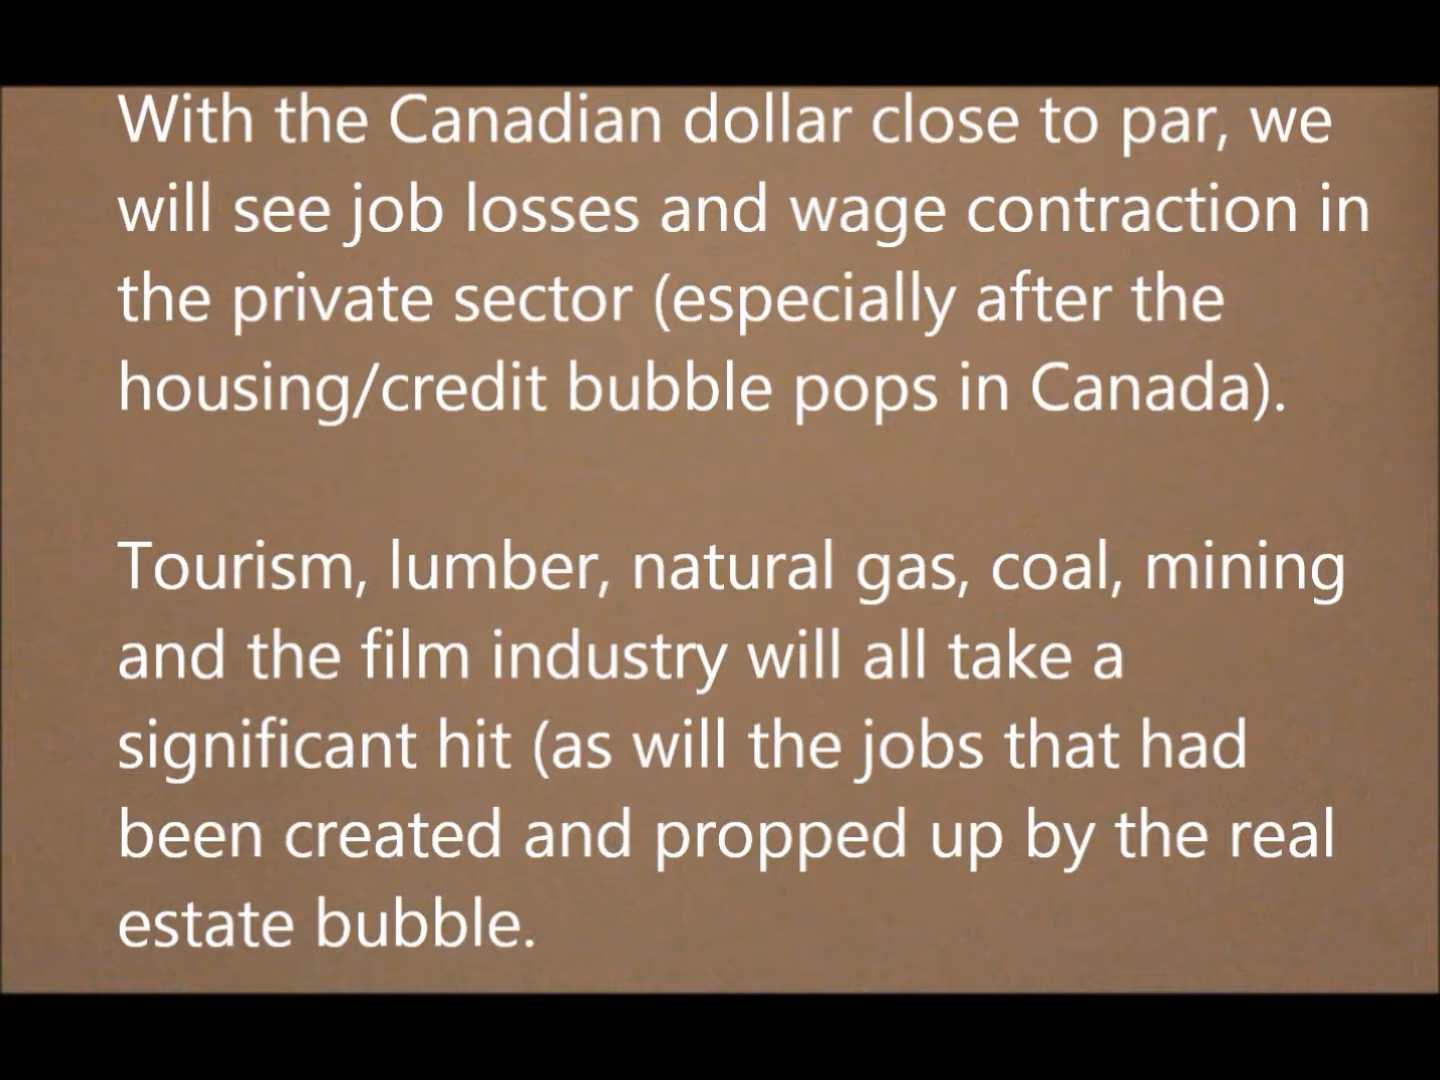 With the Canadian dollar close to par, we
will see job losses and wage contraction in
the private sector (especially after the
housing/credit bubble pops in Canada).
Tourism, lumber, natural gas, coal, mining
and the film industry will all take a
significant hit (as will the jobs that had
been created and propped up by the real
estate bubble.